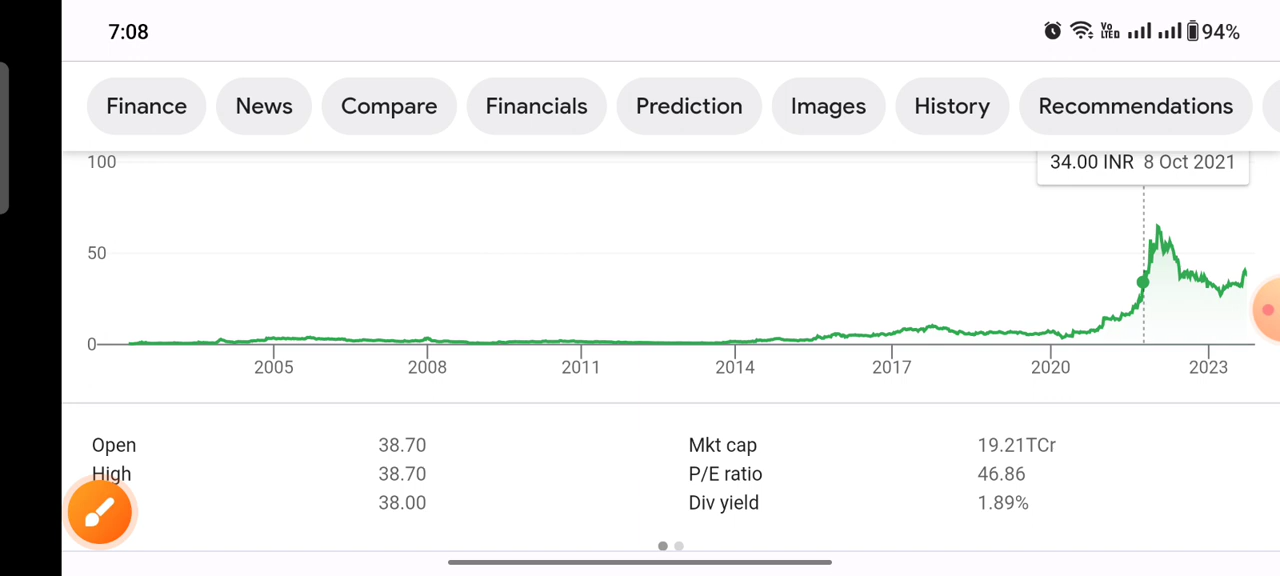 7:08
Vo LTED
94%
Finance News Compare Financials Prediction Images History Recommendations
100
34.00 INR 8 Oct 2021
50
0
2005 2008 2011 2014 2017 2020 2023
Open 38.70 Mkt cap 19.21TCr
High 38.70 P/E ratio 46.86
38.00 Div yield 1.89%